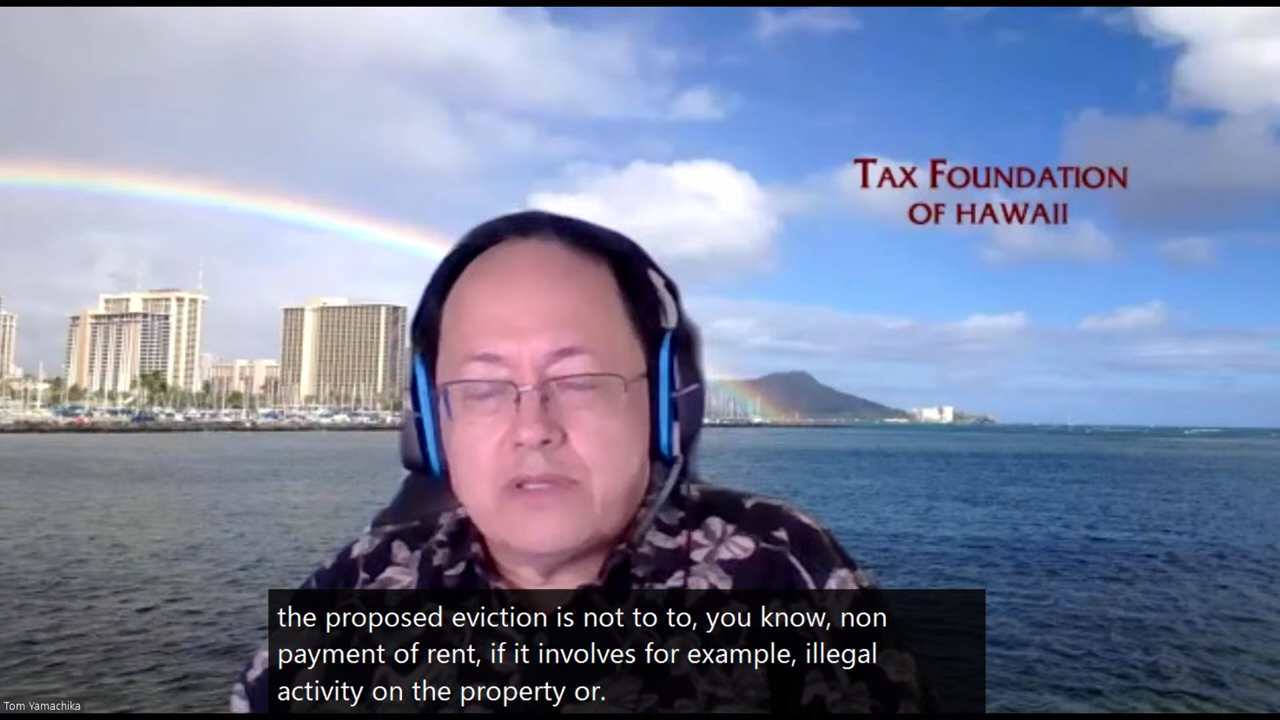 TAX FOUNDATION
OF HAWAII
the proposed eviction is not to to, you know, non
payment of rent, if it involves for example, illegal
activity on the property or.
Tom Yamachika